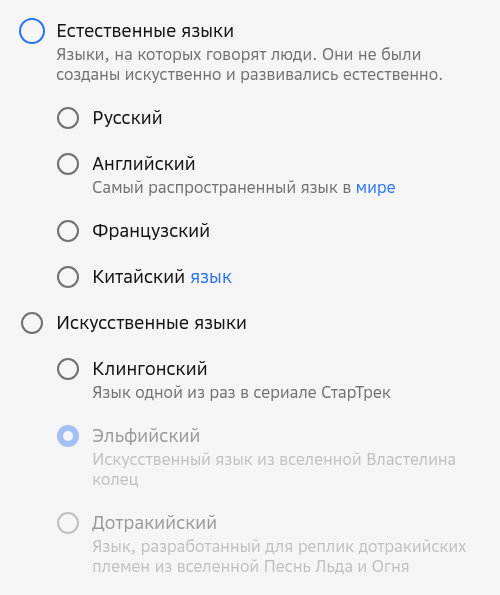 Естественные языки
Языки, на которых говорят люди. Они не были
созданы искуственно и развивались естественно.
Русский
Английский
Самый распространенный язык в мире
Французский
Китайский язык
Искусственные языки
Клингонский
Язык одной из раз в сериале СтарТрек
Эльфийский
Искусственный язык из вселенной Властелина
колец
Дотракийский
Язык, разработанный для реплик дотракийских
племен из вселенной Песнь Льда и Огня